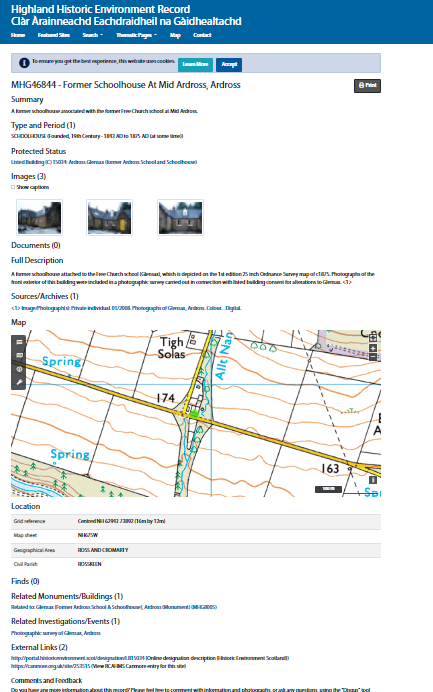 Highland Historic Environment Record
Clàr Àrainneachd Eachdraidheil na Gàidhealtachd
Home Featured Sites Search Thematic Pages Map Contact
To ensure you get the best experience, this website uses cookies. Learn More Accept
MHG46844 - Former Schoolhouse At Mid Ardross, Ardross
Print
Summary
A former schoolhouse associated with the former Free Church school at Mid Ardross.
Type and Period (1)
SCHOOLHOUSE (Founded, 19th Century - 1843 AD to 1875 AD (at some time))
Protected Status
Listed Building (C) 15034: Ardross Glensax (former Ardross School and Schoolhouse)
Images (3)
Show captions
Documents (0)
Full Description
A former schoolhouse attached to the Free Church school (Glensax), which is depicted on the 1st edition 25 inch Ordnance Survey map of c1875. Photographs of the
front exterior of this building were included in a photographic survey carried out in connection with listed building consent for alterations to Glensax. <1>
Sources/Archives (1)
<1> Image/Photograph(s): Private individual. 01/2008. Photographs of Glensax, Ardross. Colour. . Digital.
Map
Tigh
Solas
Allt Nan
Spring
174
Spring
163
Location
Grid reference Centred NH 6299 7389 (16m by 12m)
Map sheet NH67SW
Geographical Area ROSS AND CROMARTY
Civil Parish ROSSKEEN
Finds (0)
Related Monuments/Buildings (1)
Related to: Glensax (Former Ardross School & Schoolhouse), Ardross (Monument) (MHG8005)
Related Investigations/Events (1)
Photographic survey of Glensax, Ardross
External Links (2)
http://portal.historicenvironment.scot/designation/LB15034 (Online designation description (Historic Environment Scotland))
https://canmore.org.uk/site/253515 (View RCAHMS Canmore entry for this site)
Comments and Feedback
Do you have any more information about this record? Please feel free to comment with information and photographs, or ask any questions, using the "Disqus" tool